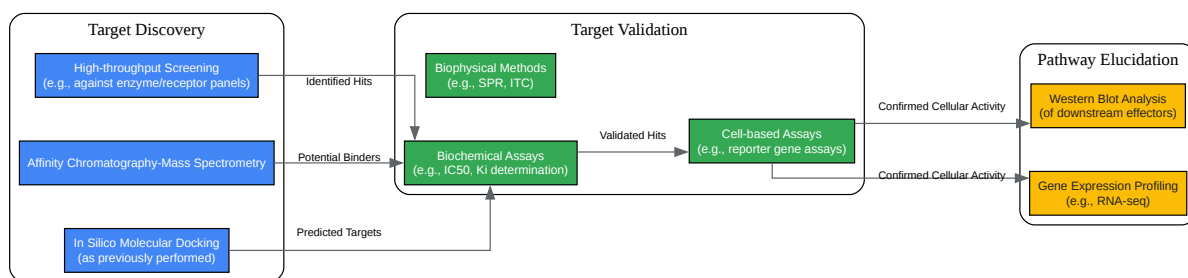 Target Discovery
High-throughput Screening
(e.g., against enzyme/receptor panels)
Affinity Chromatography-Mass Spectrometry
In Silico Molecular Docking
(as previously performed)
Identified Hits
Potential Binders
Predicted Targets
Target Validation
Biophysical Methods
(e.g., SPR, ITC)
Biochemical Assays
(e.g., IC50, Ki determination)
Validated Hits
Cell-based Assays
(e.g., reporter gene assays)
Confirmed Cellular Activity
Confirmed Cellular Activity
Pathway Elucidation
Western Blot Analysis
(of downstream effectors)
Gene Expression Profiling
(e.g., RNA-seq)